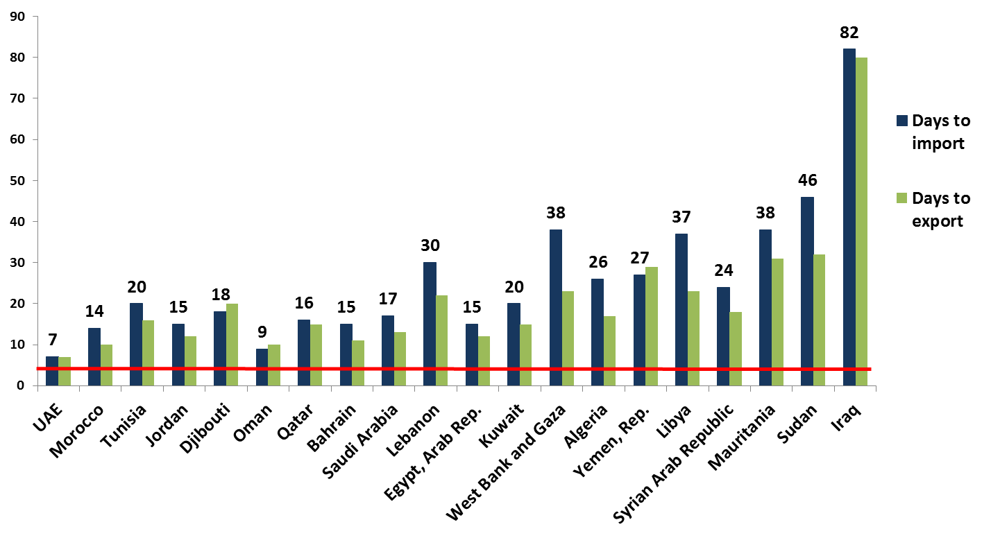 90
80
70
60
50
40
30
20
10
0
7
14
20
15
18
9
16
15
17
30
15
20
38
26
27
37
24
38
46
82
UAE
Morocco
Tunisia
Jordan
Djibouti
Oman
Qatar
Bahrain
Saudi Arabia
Lebanon
Egypt, Arab Rep.
Kuwait
West Bank and Gaza
Algeria
Yemen, Rep.
Libya
Syrian Arab Republic
Mauritania
Sudan
Iraq
Days to
import
Days to
export